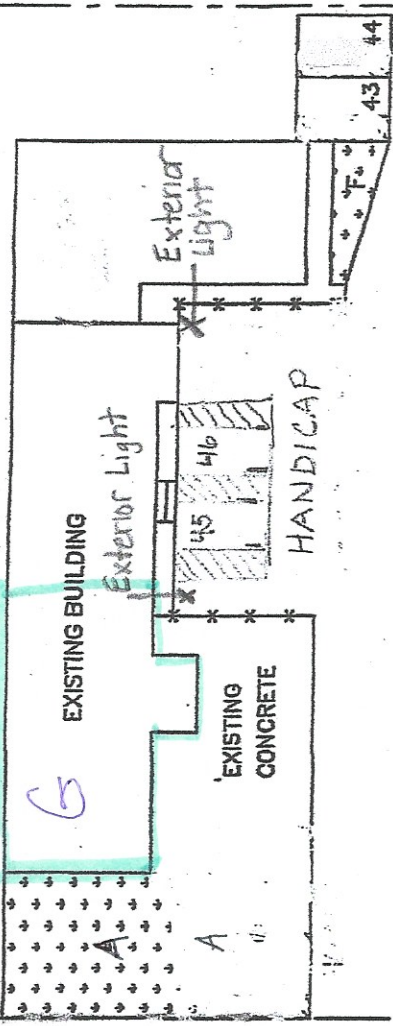 44
43
F
Exterior
Light
Exterior Light
46
45
HANDICAP
EXISTING BUILDING
G
EXISTING
CONCRETE
A
A